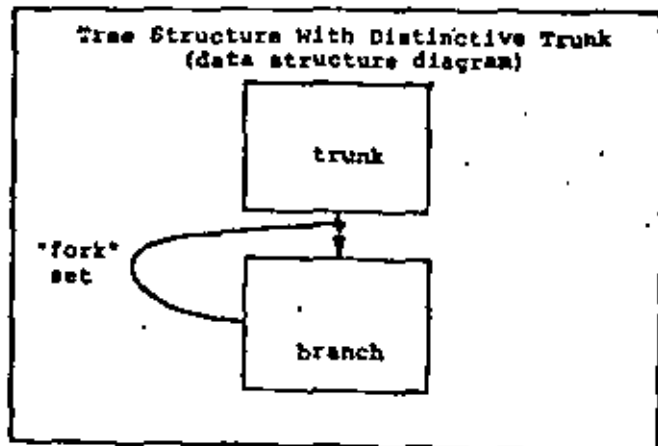 Tree Structure With Distinctive Trunk
(data structure diagram)
trunk
"fork"
set
branch